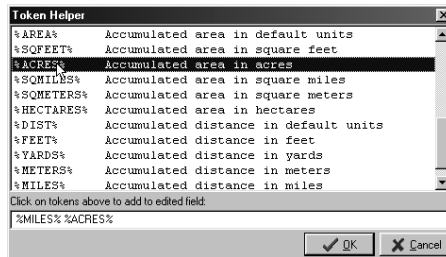 Token Helper
%AREA% Accumulated area in default units
%SQFEET% Accumulated area in square feet
%ACRES% Accumulated area in acres
%SQMILES% Accumulated area in square miles
%SQMETERS% Accumulated area in square meters
%HECTARES% Accumulated area in hectares
%DIST% Accumulated distance in default units
%FEET% Accumulated distance in feet
%YARDS% Accumulated distance in yards
%METERS% Accumulated distance in meters
%MILES% Accumulated distance in miles
Click on tokens above to add to edited field:
%MILES% %ACRES%
OK Cancel